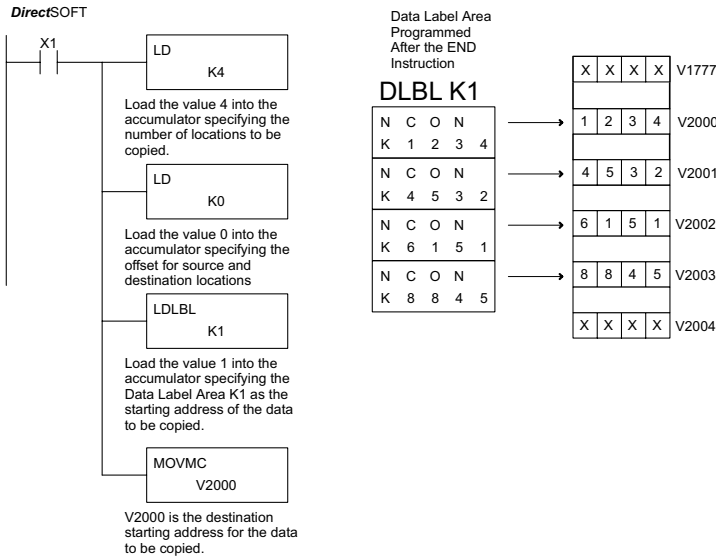 DirectSOFT
X1
LD
K4
Load the value 4 into the
accumulator specifying the
number of locations to be
copied.
LD
K0
Load the value 0 into the
accumulator specifying the
offset for source and
destination locations
LDLBL
K1
Load the value 1 into the
accumulator specifying the
Data Label Area K1 as the
starting address of the data
to be copied.
MOVMC
V2000
V2000 is the destination
starting address for the data
to be copied.
Data Label Area
Programmed
After the END
Instruction
DLBL K1
N C O N
K 1 2 3 4
N C O N
K 4 5 3 2
N C O N
K 6 1 5 1
N C O N
K 8 8 4 5
X X X X V1777
1 2 3 4 V2000
4 5 3 2 V2001
6 1 5 1 V2002
8 8 4 5 V2003
X X X X V2004